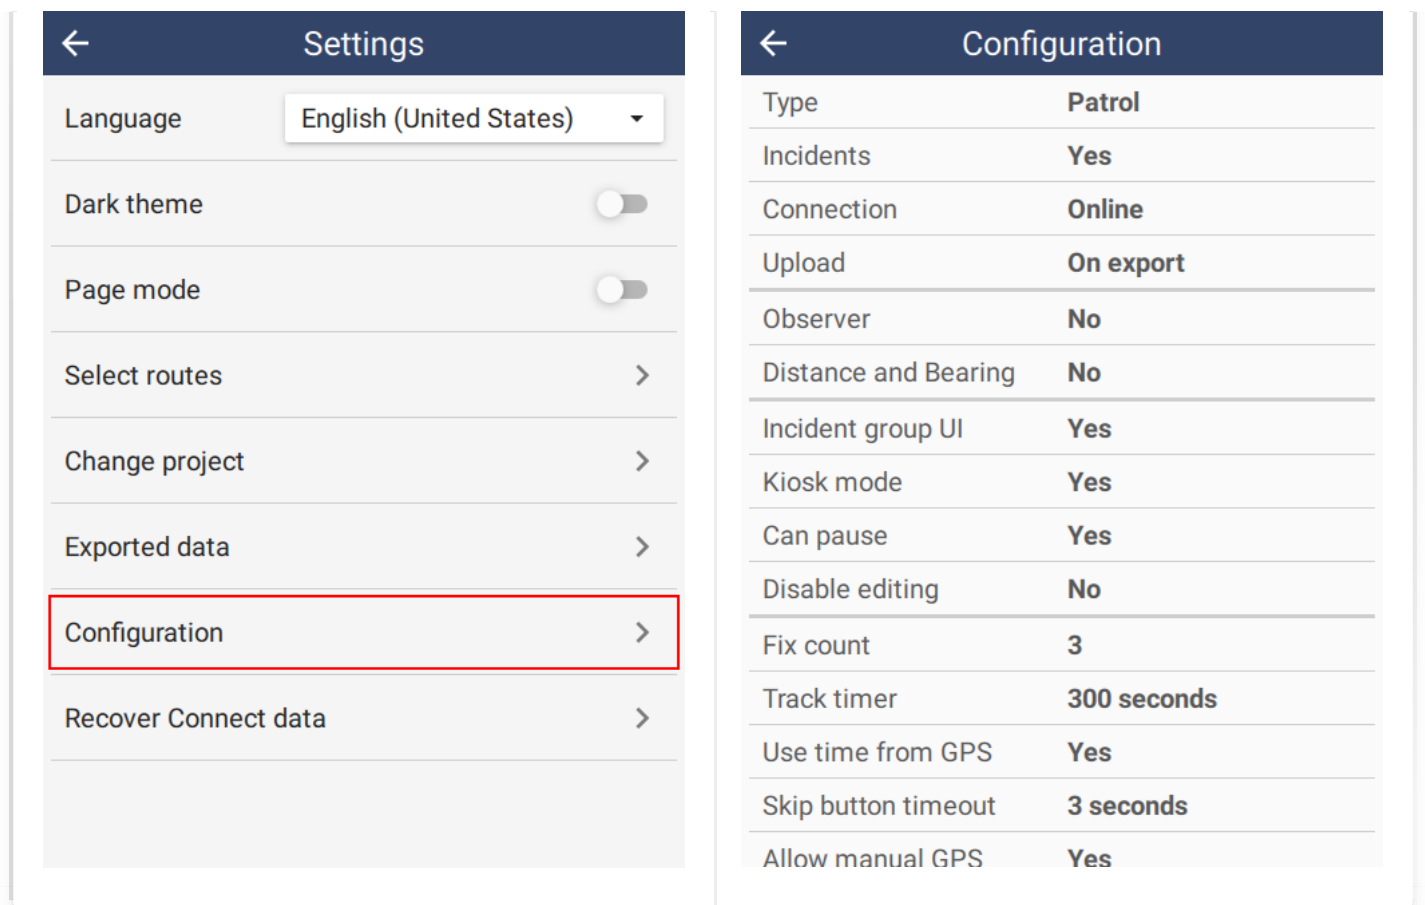 Settings
Language English (United States)
Dark theme
Page mode
Select routes
Change project
Exported data
Configuration
Recover Connect data
Configuration
Type Patrol
Incidents Yes
Connection Online
Upload On export
Observer No
Distance and Bearing No
Incident group UI Yes
Kiosk mode Yes
Can pause Yes
Disable editing No
Fix count 3
Track timer 300 seconds
Use time from GPS Yes
Skip button timeout 3 seconds
Allow manual GPS Yes